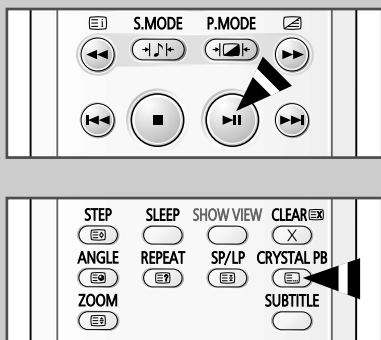 S.MODE P.MODE
STEP SLEEP SHOW VIEW CLEAR
X
ANGLE REPEAT SP/LP CRYSTAL PB
ZOOM SUBTITLE